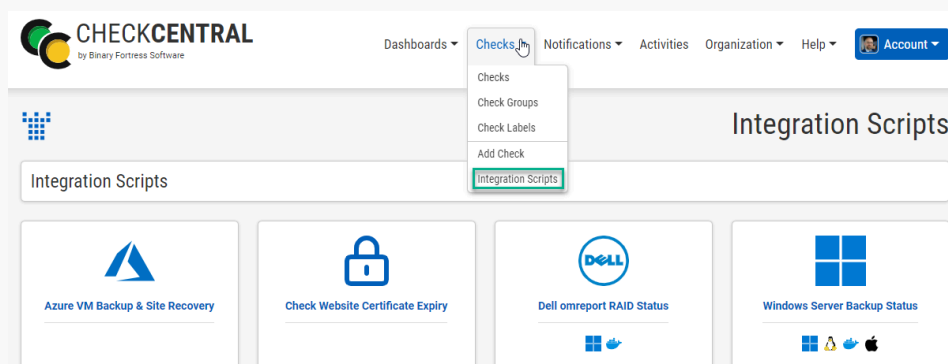 CHECKCENTRAL
by Binary Fortress Software
Dashboards Checks Notifications Activities Organization Help Account
Checks
Check Groups
Check Labels
Add Check
Integration Scripts
Integration Scripts
Integration Scripts
Azure VM Backup & Site Recovery
Check Website Certificate Expiry
DELL
Dell omreport RAID Status
Windows Server Backup Status